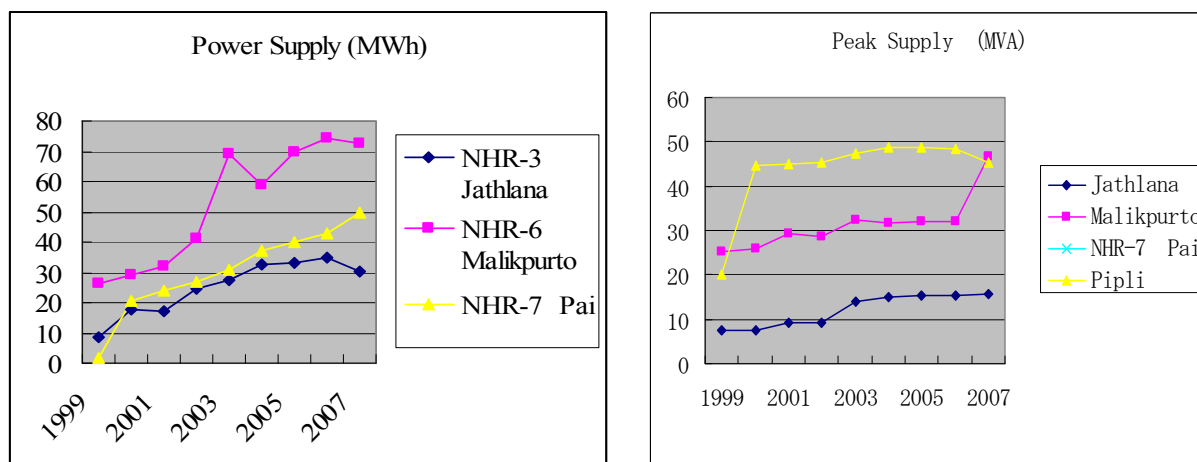 Power Supply (MWh)
80
70
60
50
40
30
20
10
0
1999
2001
2003
2005
2007
NHR-3
Jathlana
NHR-6
Malikpurto
NHR-7 Pai
Peak Supply (MVA)
60
50
40
30
20
10
0
1999
2001
2003
2005
2007
Jathlana
Malikpurto
NHR-7 Pai
Pipli